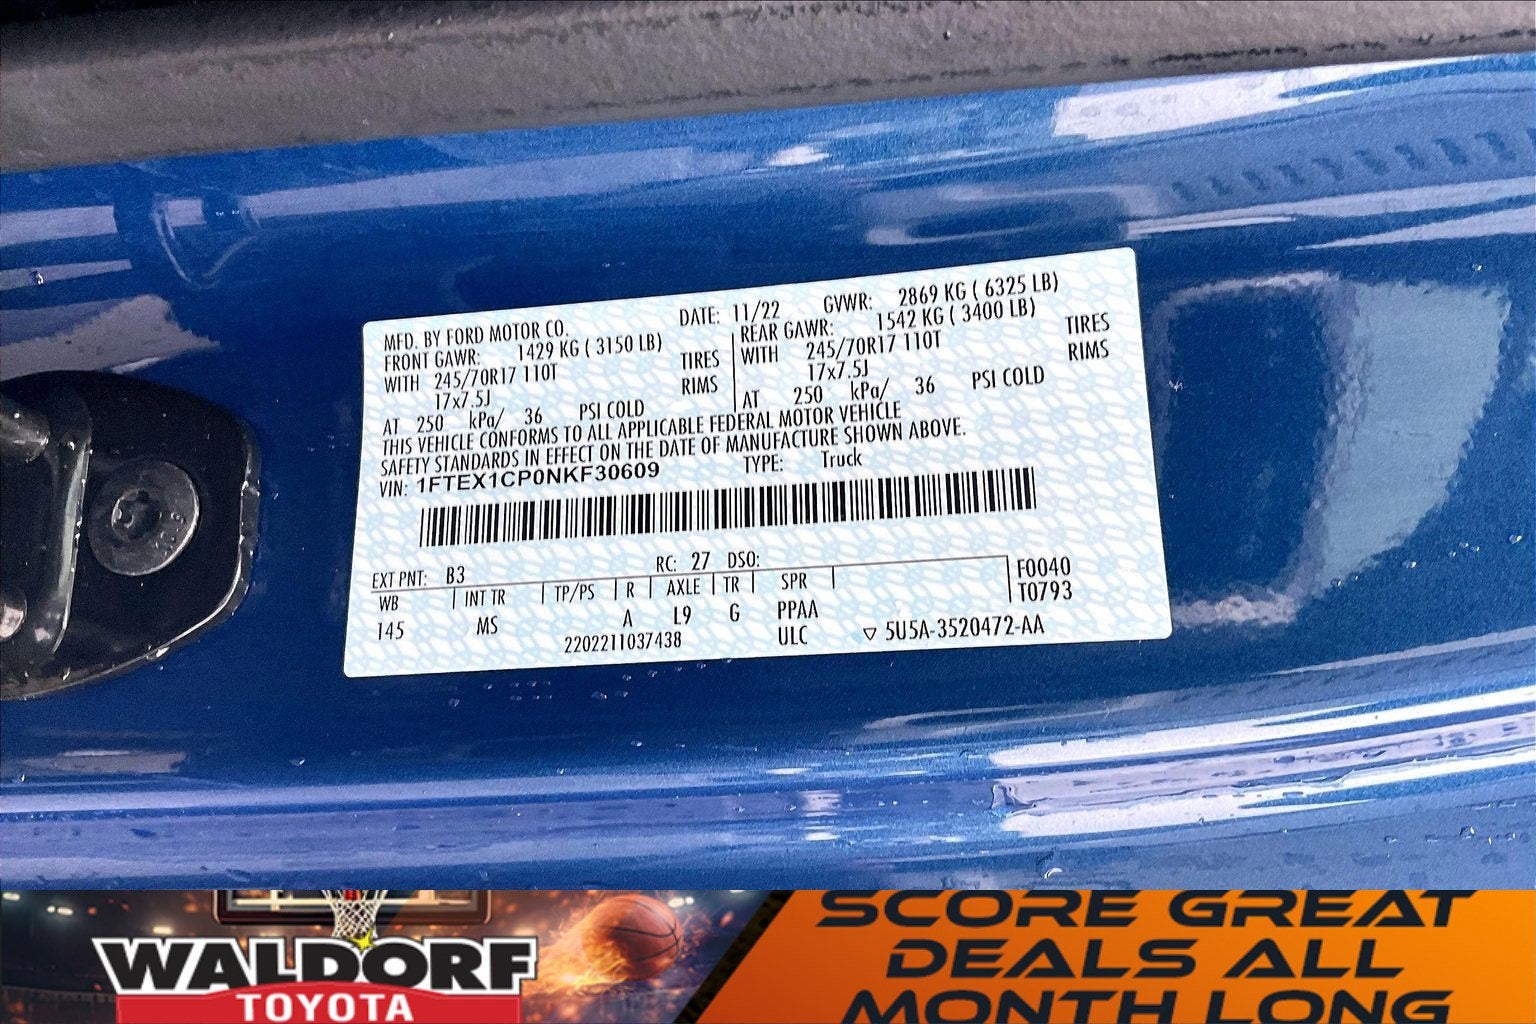 MFD. BY FORD MOTOR CO. DATE: 11/22 GVWR: 2869 KG ( 6325 LB)
FRONT GAWR: 1429 KG ( 3150 LB) REAR GAWR: 1542 KG ( 3400 LB)
WITH 245/70R17 110T TIRES WITH 245/70R17 110T TIRES
17x7.5J RIMS 17x7.5J RIMS
AT 250 kPa/ 36 PSI COLD AT 250 kPa/ 36 PSI COLD
THIS VEHICLE CONFORMS TO ALL APPLICABLE FEDERAL MOTOR VEHICLE
SAFETY STANDARDS IN EFFECT ON THE DATE OF MANUFACTURE SHOWN ABOVE.
VIN: 1FTEX1CP0NKF30609 TYPE: Truck
EXT PNT: B3 RC: 27 DSO:
WB INT TR TP/PS R AXLE TR SPR F0040
145 MS A L9 G PPAA T0793
2202211037438 ULC ▽ 5U5A-3520472-AA
WALDORF
TOYOTA
SCORE GREAT
DEALS ALL
MONTH LONG